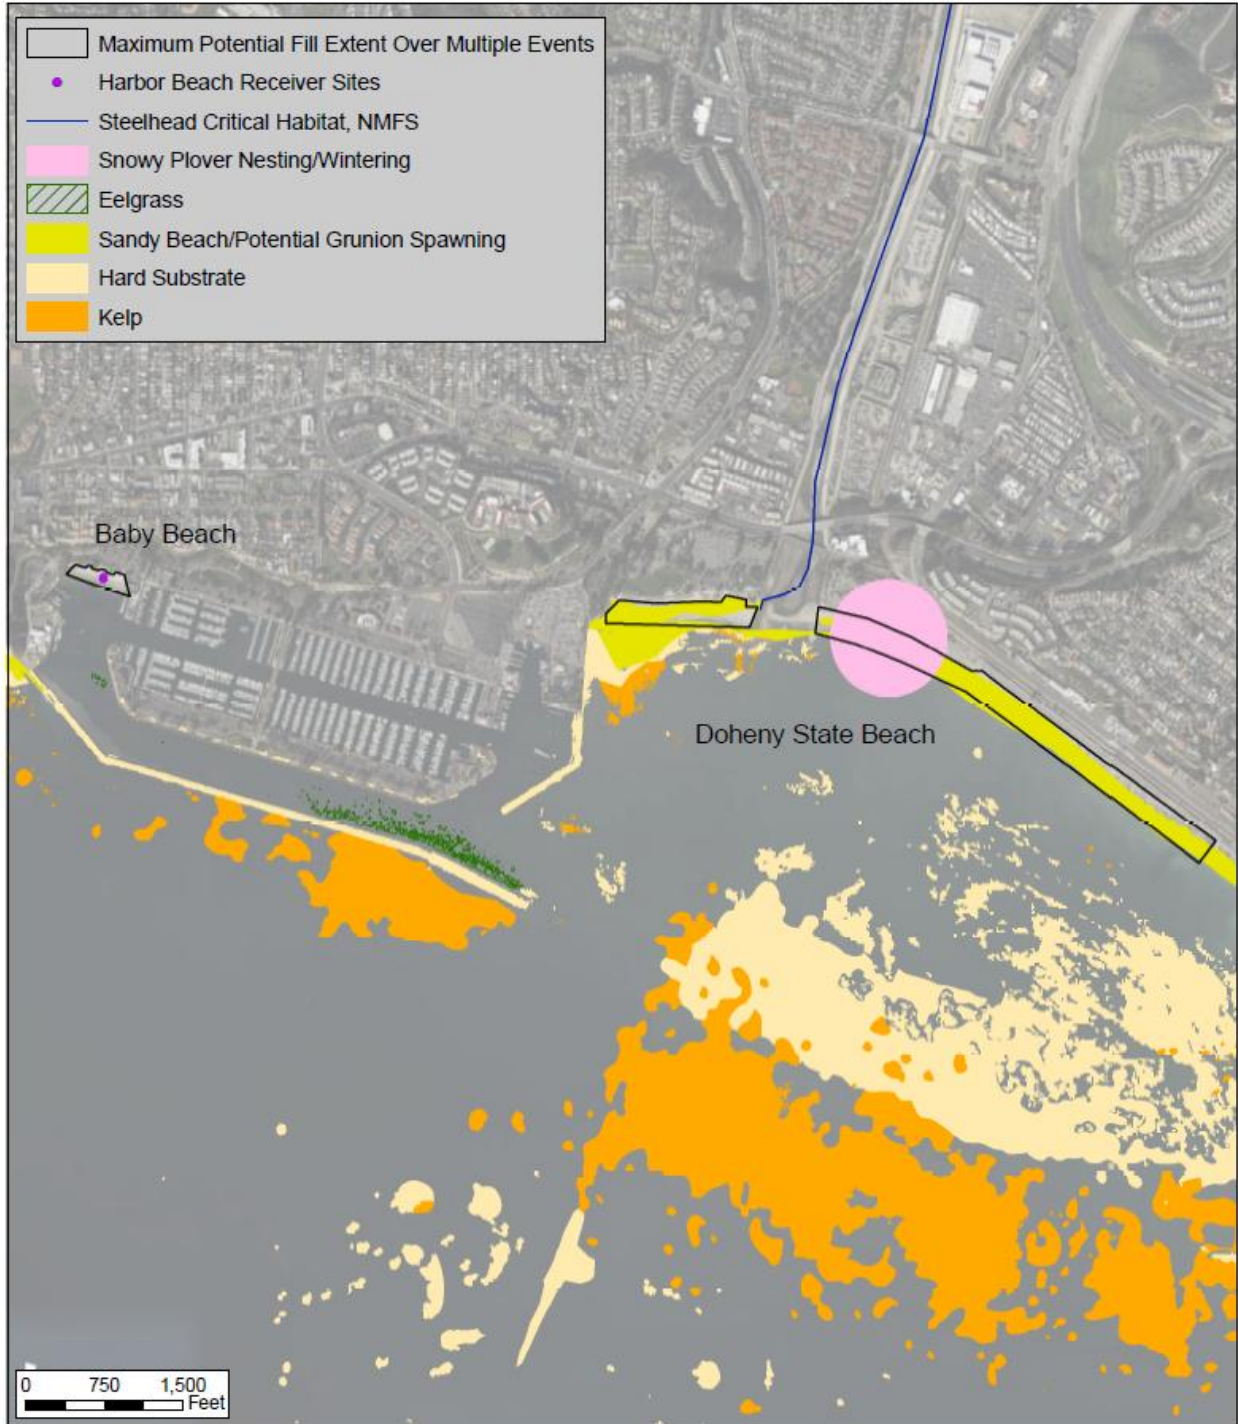 Maximum Potential Fill Extent Over Multiple Events
Harbor Beach Receiver Sites
Steelhead Critical Habitat, NMFS
Snowy Plover Nesting/Wintering
Eelgrass
Sandy Beach/Potential Grunion Spawning
Hard Substrate
Kelp
Baby Beach
Doheny State Beach
0 750 1,500
Feet